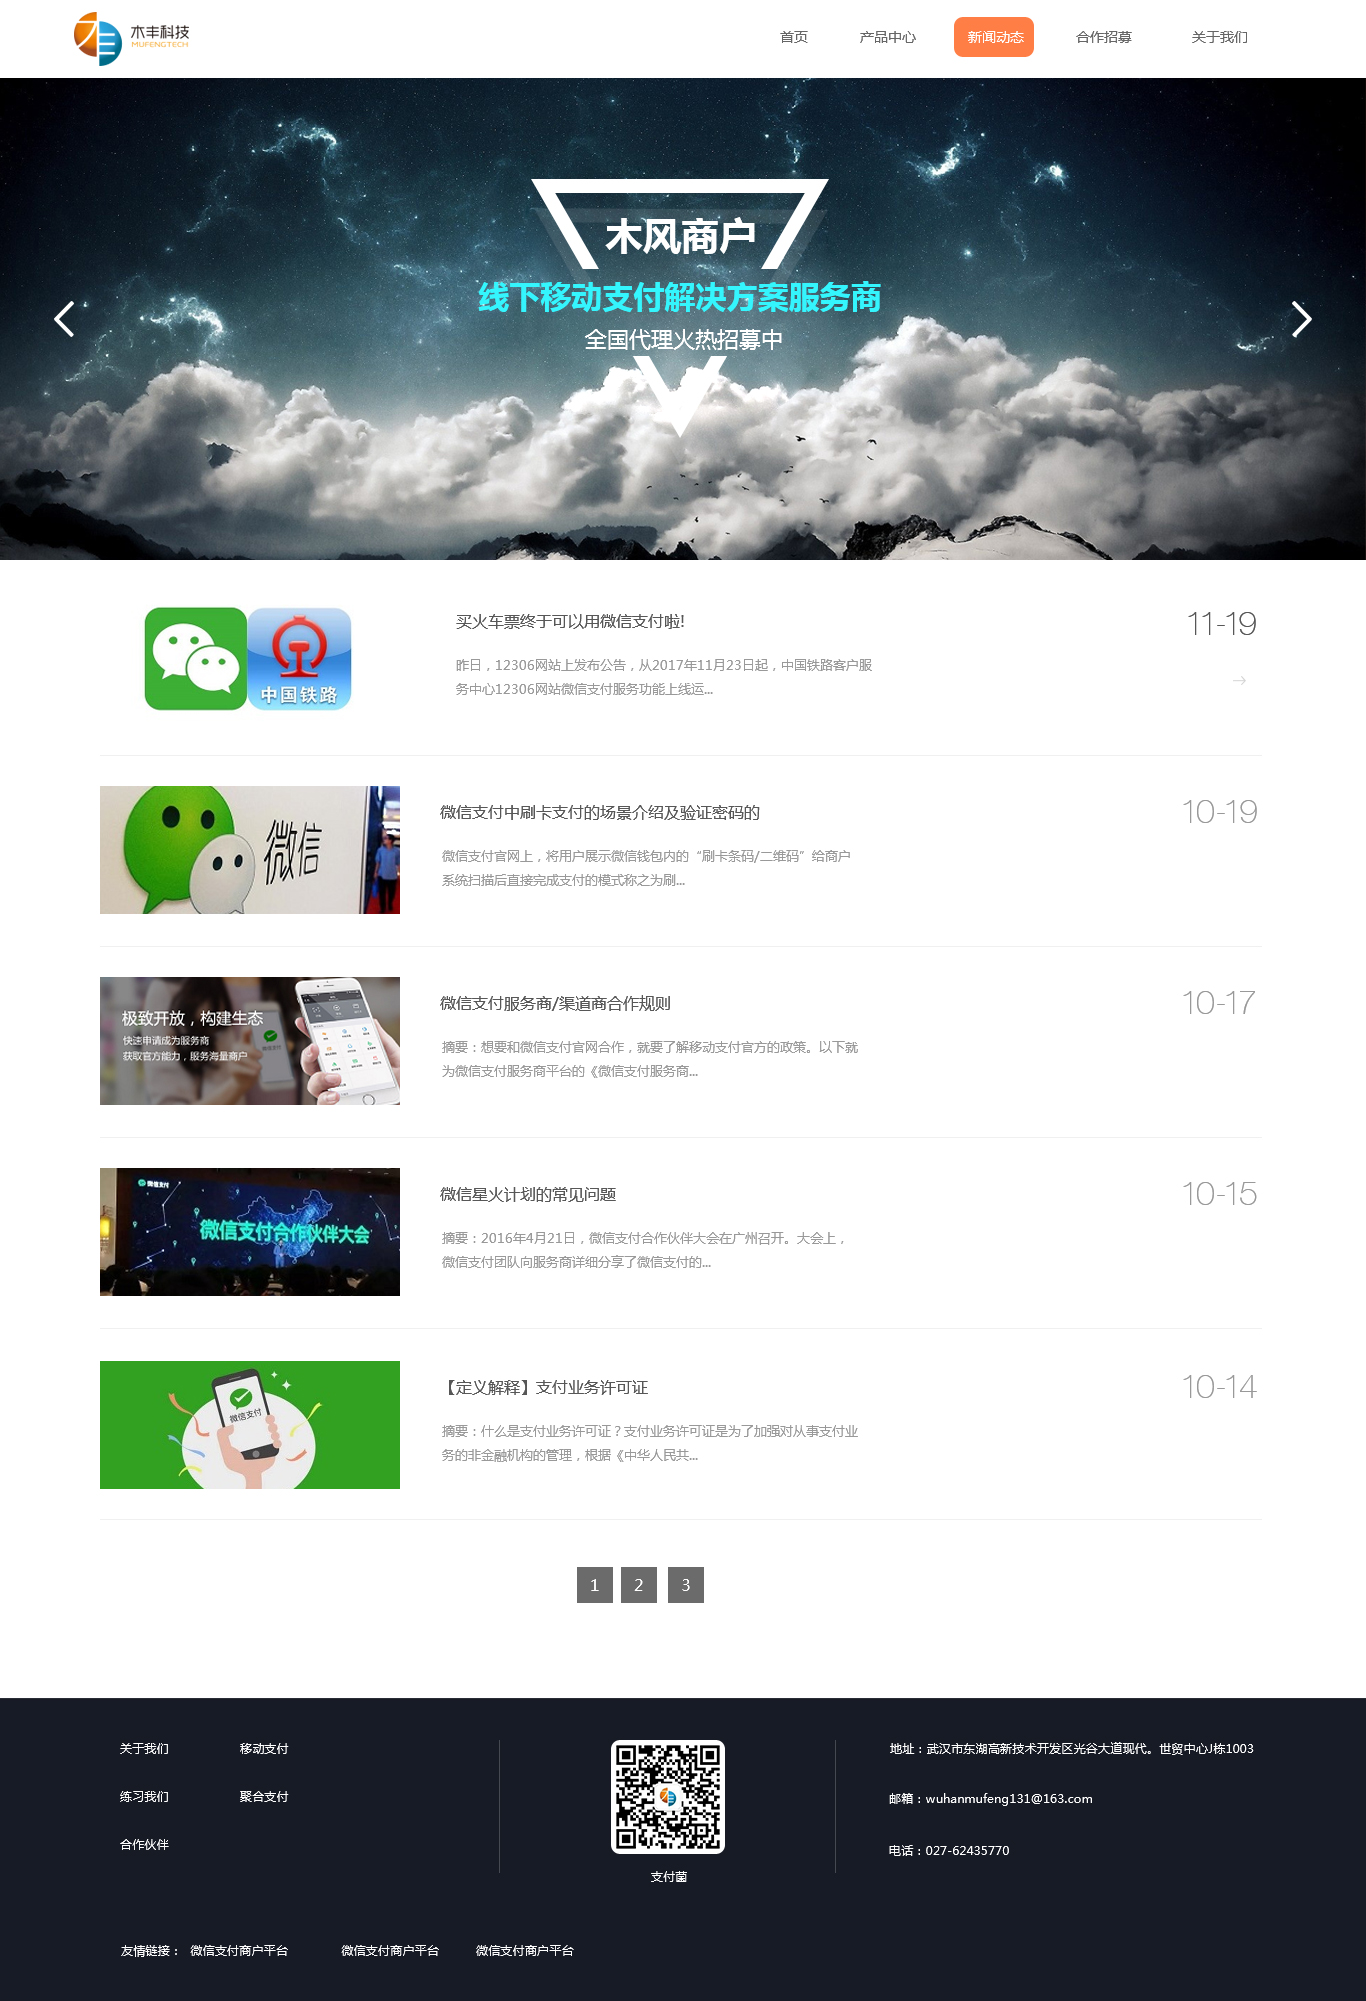 木丰科技
MUFENGTECH
首页 产品中心 新闻动态 合作招募 关于我们
木风商户
线下移动支付解决方案服务商
全国代理火热招募中
中国铁路
买火车票终于可以用微信支付啦!
11-19
昨日，12306网站上发布公告，从2017年11月23日起，中国铁路客户服
务中心12306网站微信支付服务功能上线运...
→
微信
微信支付中刷卡支付的场景介绍及验证密码的
10-19
微信支付官网上，将用户展示微信钱包内的“刷卡条码/二维码”给商户
系统扫描后直接完成支付的模式称之为刷...
极致开放，构建生态
快速申请成为服务商
获取官方能力，服务海量商户
微信支付服务商/渠道商合作规则
10-17
摘要：想要和微信支付官网合作，就要了解移动支付官方的政策。以下就
为微信支付服务商平台的《微信支付服务商...
微信支付
微信支付合作伙伴大会
微信星火计划的常见问题
10-15
摘要：2016年4月21日，微信支付合作伙伴大会在广州召开。大会上，
微信支付团队向服务商详细分享了微信支付的...
微信支付
【定义解释】支付业务许可证
10-14
摘要：什么是支付业务许可证？支付业务许可证是为了加强对从事支付业
务的非金融机构的管理，根据《中华人民共...
1 2 3
关于我们 移动支付
练习我们 聚合支付
合作伙伴
支付菌
地址：武汉市东湖高新技术开发区光谷大道现代。世贸中心J栋1003
邮箱：wuhanmufeng131@163.com
电话：027-62435770
友情链接： 微信支付商户平台 微信支付商户平台 微信支付商户平台